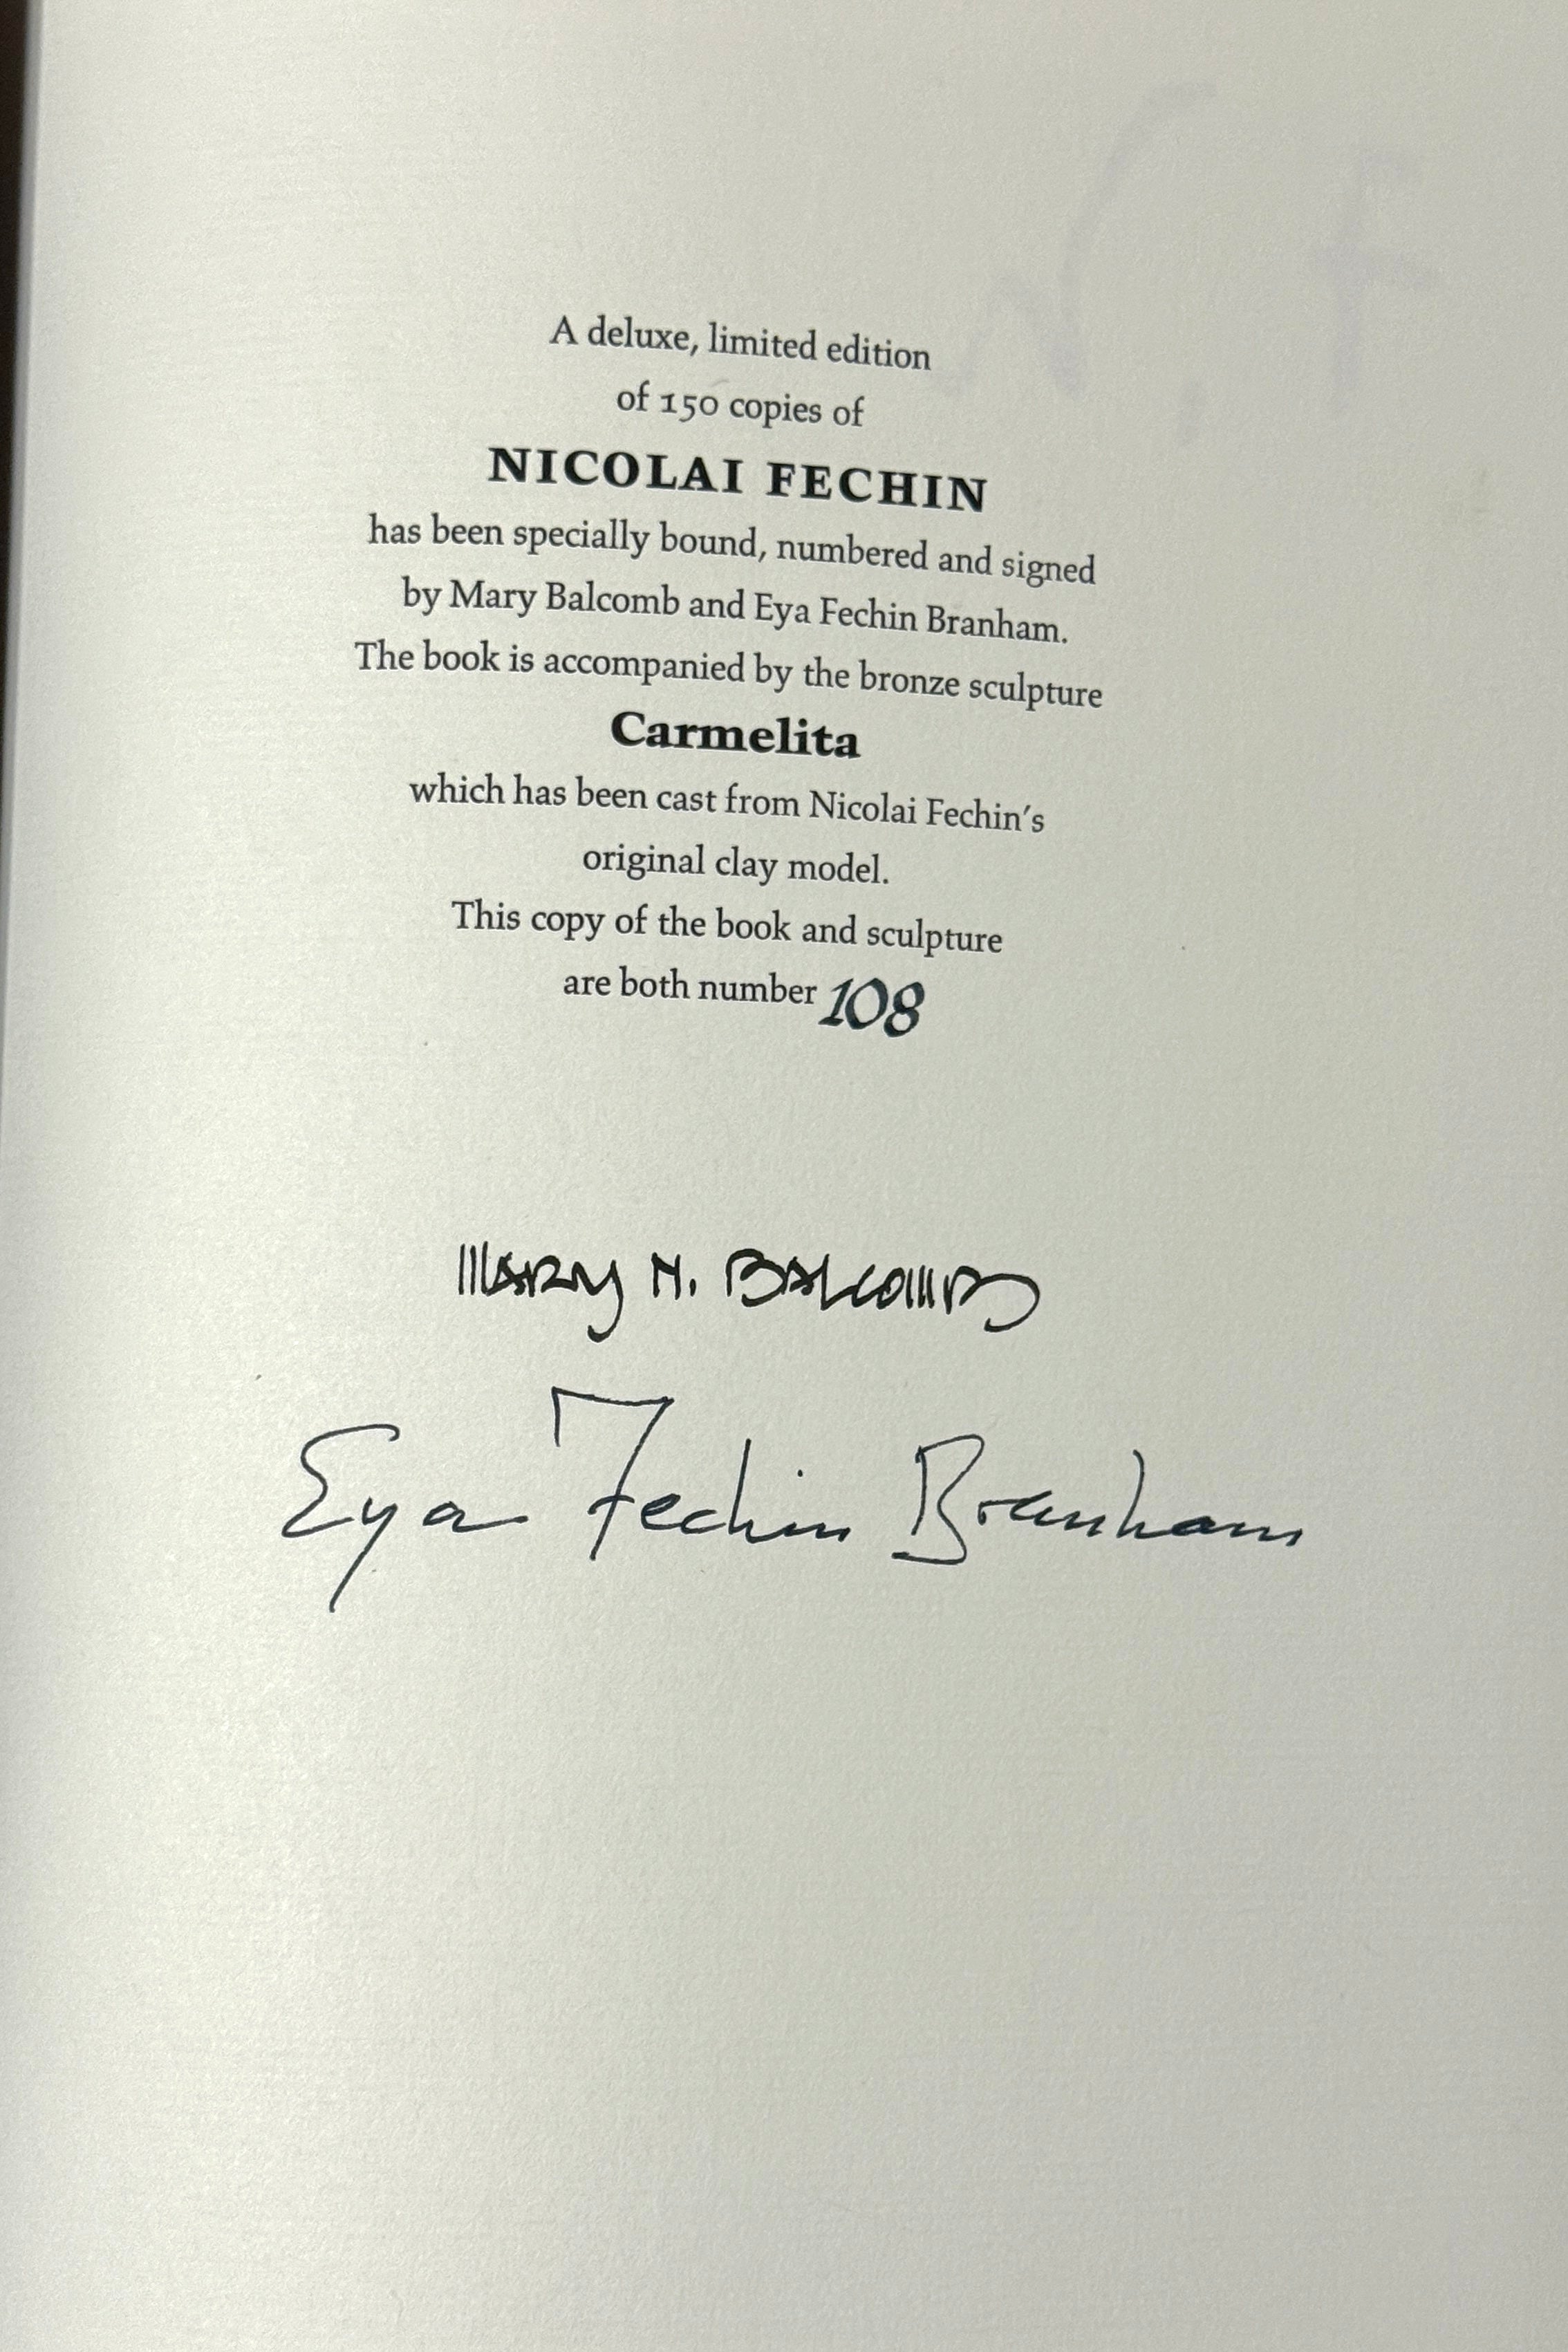 A deluxe, limited edition
of 150 copies of
NICOLAI FECHIN
has been specially bound, numbered and signed
by Mary Balcomb and Eya Fechin Branham.
The book is accompanied by the bronze sculpture
Carmelita
which has been cast from Nicolai Fechin's
original clay model.
This copy of the book and sculpture
are both number 108
MARY N. BALCOMB
Eya Fechin Branham